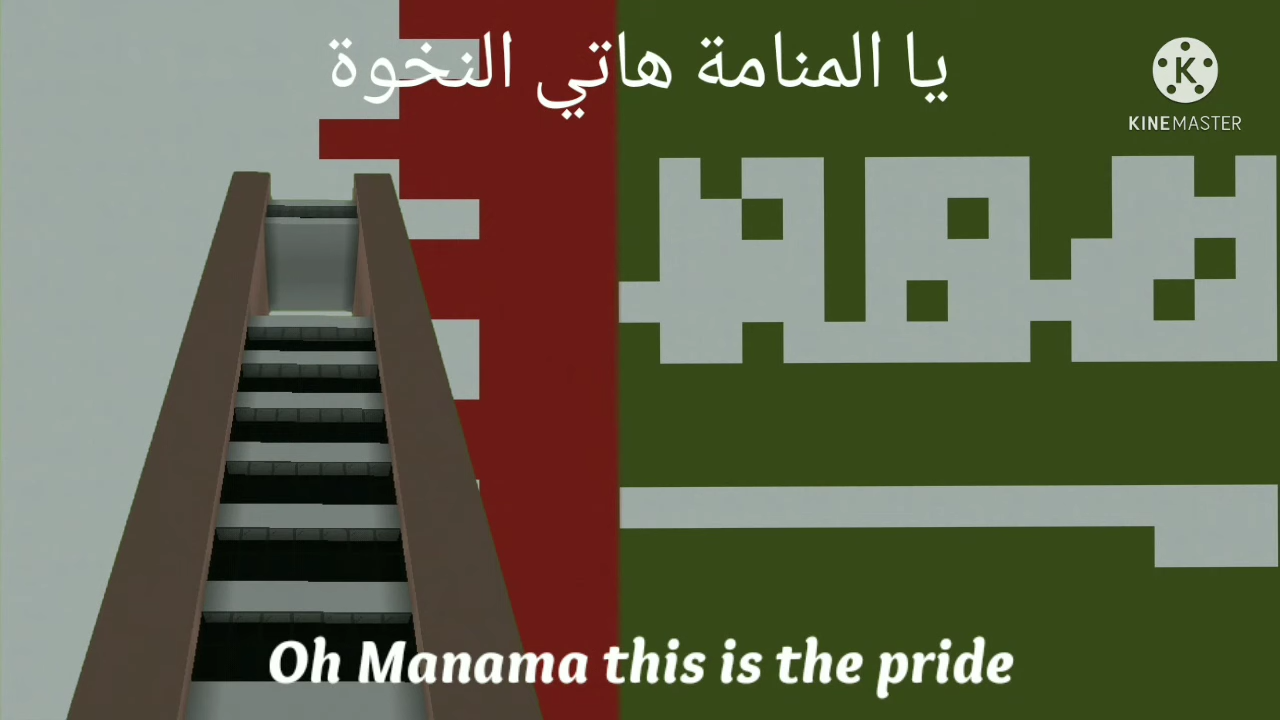 يا المنامة هاتي النخوة
K
KINEMASTER
Oh Manama this is the pride